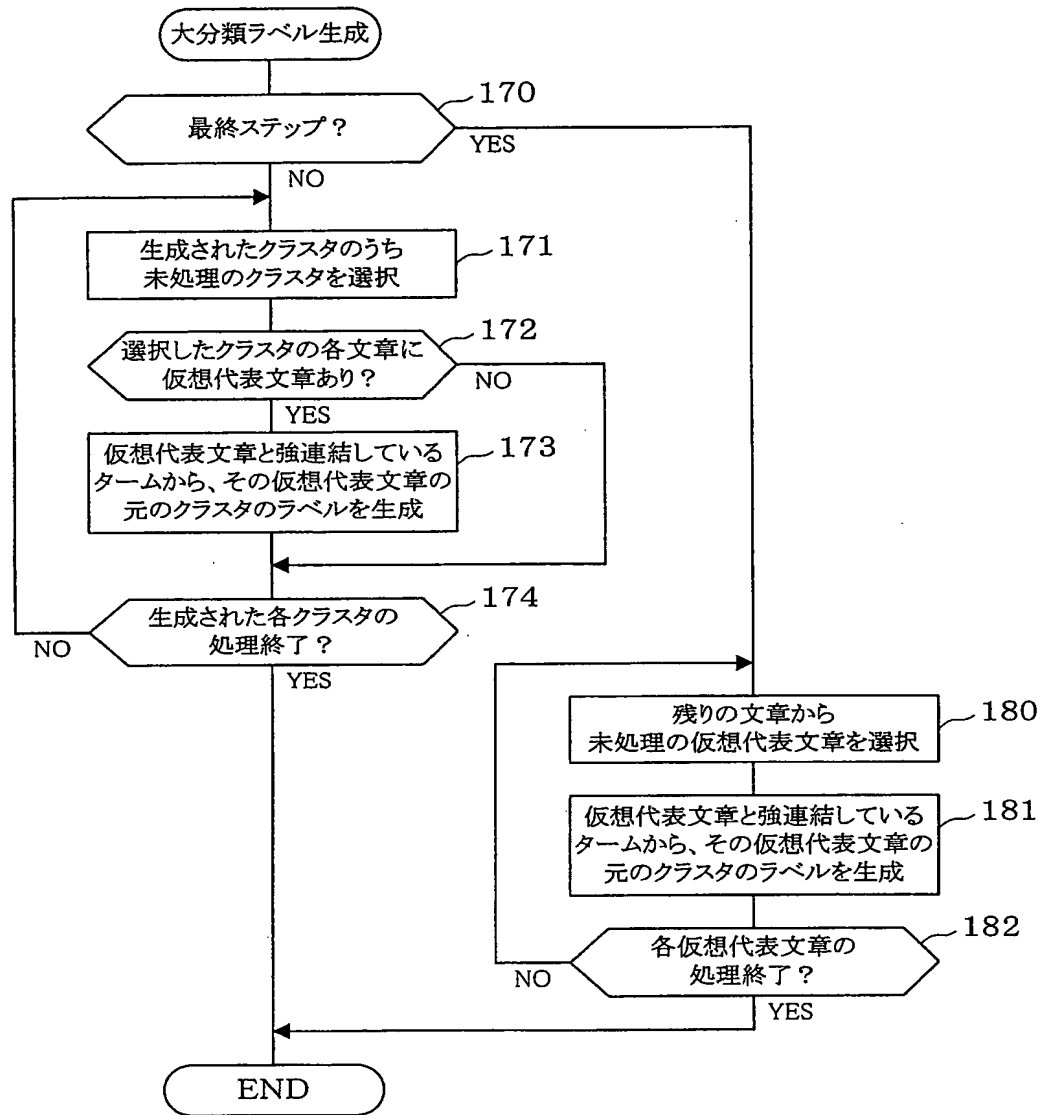 大分類ラベル生成
170
最終ステップ？
YES
NO
生成されたクラスタのうち
未処理のクラスタを選択
171
172
選択したクラスタの各文章に
仮想代表文章あり？
NO
YES
仮想代表文章と強連結している
タームから、その仮想代表文章の
元のクラスタのラベルを生成
173
生成された各クラスタの
処理終了？
174
NO
YES
残りの文章から
未処理の仮想代表文章を選択
180
仮想代表文章と強連結している
タームから、その仮想代表文章の
元のクラスタのラベルを生成
181
各仮想代表文章の
処理終了？
182
NO
YES
END